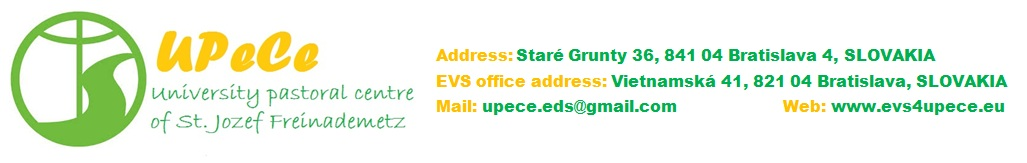 UPeCe
University pastoral centre
of St. Jozef Freinademetz
Address: Staré Grunty 36, 841 04 Bratislava 4, SLOVAKIA
EVS office address: Vietnamská 41, 821 04 Bratislava, SLOVAKIA
Mail: upece.eds@gmail.com Web: www.evs4upece.eu